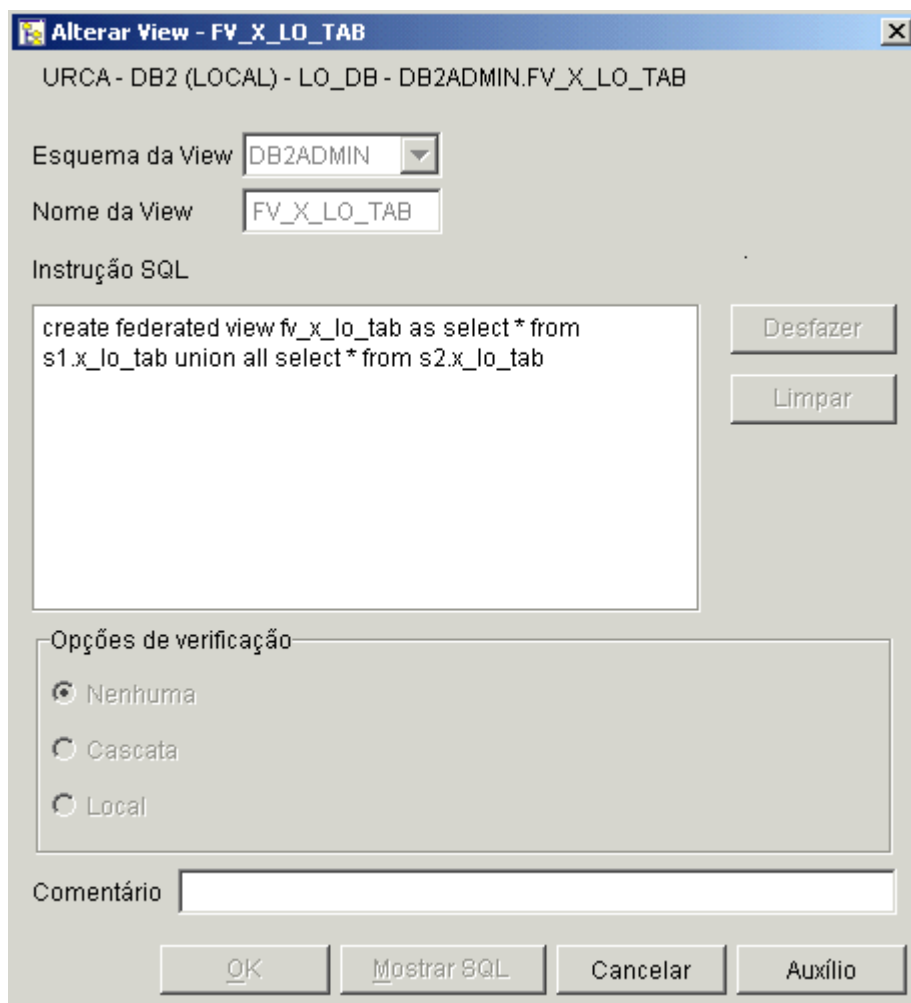 Alterar View - FV_X_LO_TAB
URCA - DB2 (LOCAL) - LO_DB - DB2ADMIN.FV_X_LO_TAB
Esquema da View DB2ADMIN
Nome da View FV_X_LO_TAB
Instrução SQL
create federated view fv_x_lo_tab as select * from
s1.x_lo_tab union all select * from s2.x_lo_tab
Desfazer
Limpar
Opções de verificação
Nenhuma
Cascata
Local
Comentário
OK Mostrar SQL Cancelar Auxílio